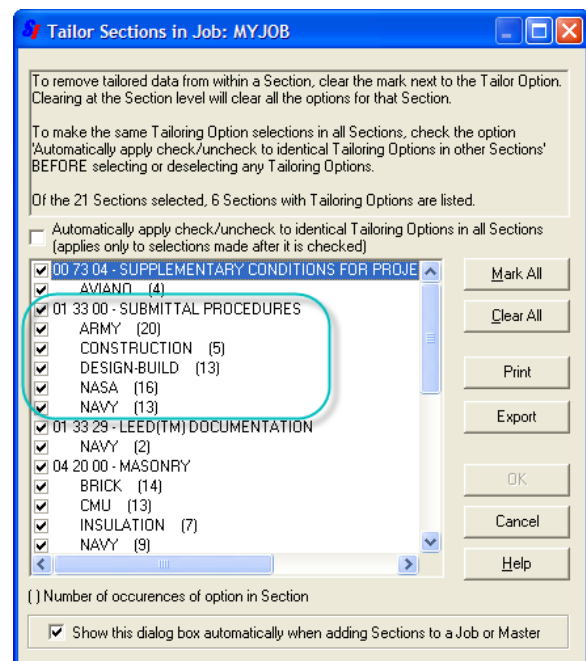 Tailor Sections in Job: MYJOB
To remove tailored data from within a Section, clear the mark next to the Tailor Option.
Clearing at the Section level will clear all the options for that Section.
To make the same Tailoring Option selections in all Sections, check the option
'Automatically apply check/uncheck to identical Tailoring Options in other Sections'
BEFORE selecting or deselecting any Tailoring Options.
Of the 21 Sections selected, 6 Sections with Tailoring Options are listed.
Automatically apply check/uncheck to identical Tailoring Options in all Sections
(applies only to selections made after it is checked)
00 73 04 - SUPPLEMENTARY CONDITIONS FOR PROJE
AVIANO (4)
01 33 00 - SUBMITTAL PROCEDURES
ARMY (20)
CONSTRUCTION (5)
DESIGN-BUILD (13)
NASA (16)
NAVY (13)
01 33 29 - LEED(TM) DOCUMENTATION
NAVY (2)
04 20 00 - MASONRY
BRICK (14)
CMU (13)
INSULATION (7)
NAVY (9)
Mark All
Clear All
Print
Export
OK
Cancel
Help
( ) Number of occurences of option in Section
Show this dialog box automatically when adding Sections to a Job or Master